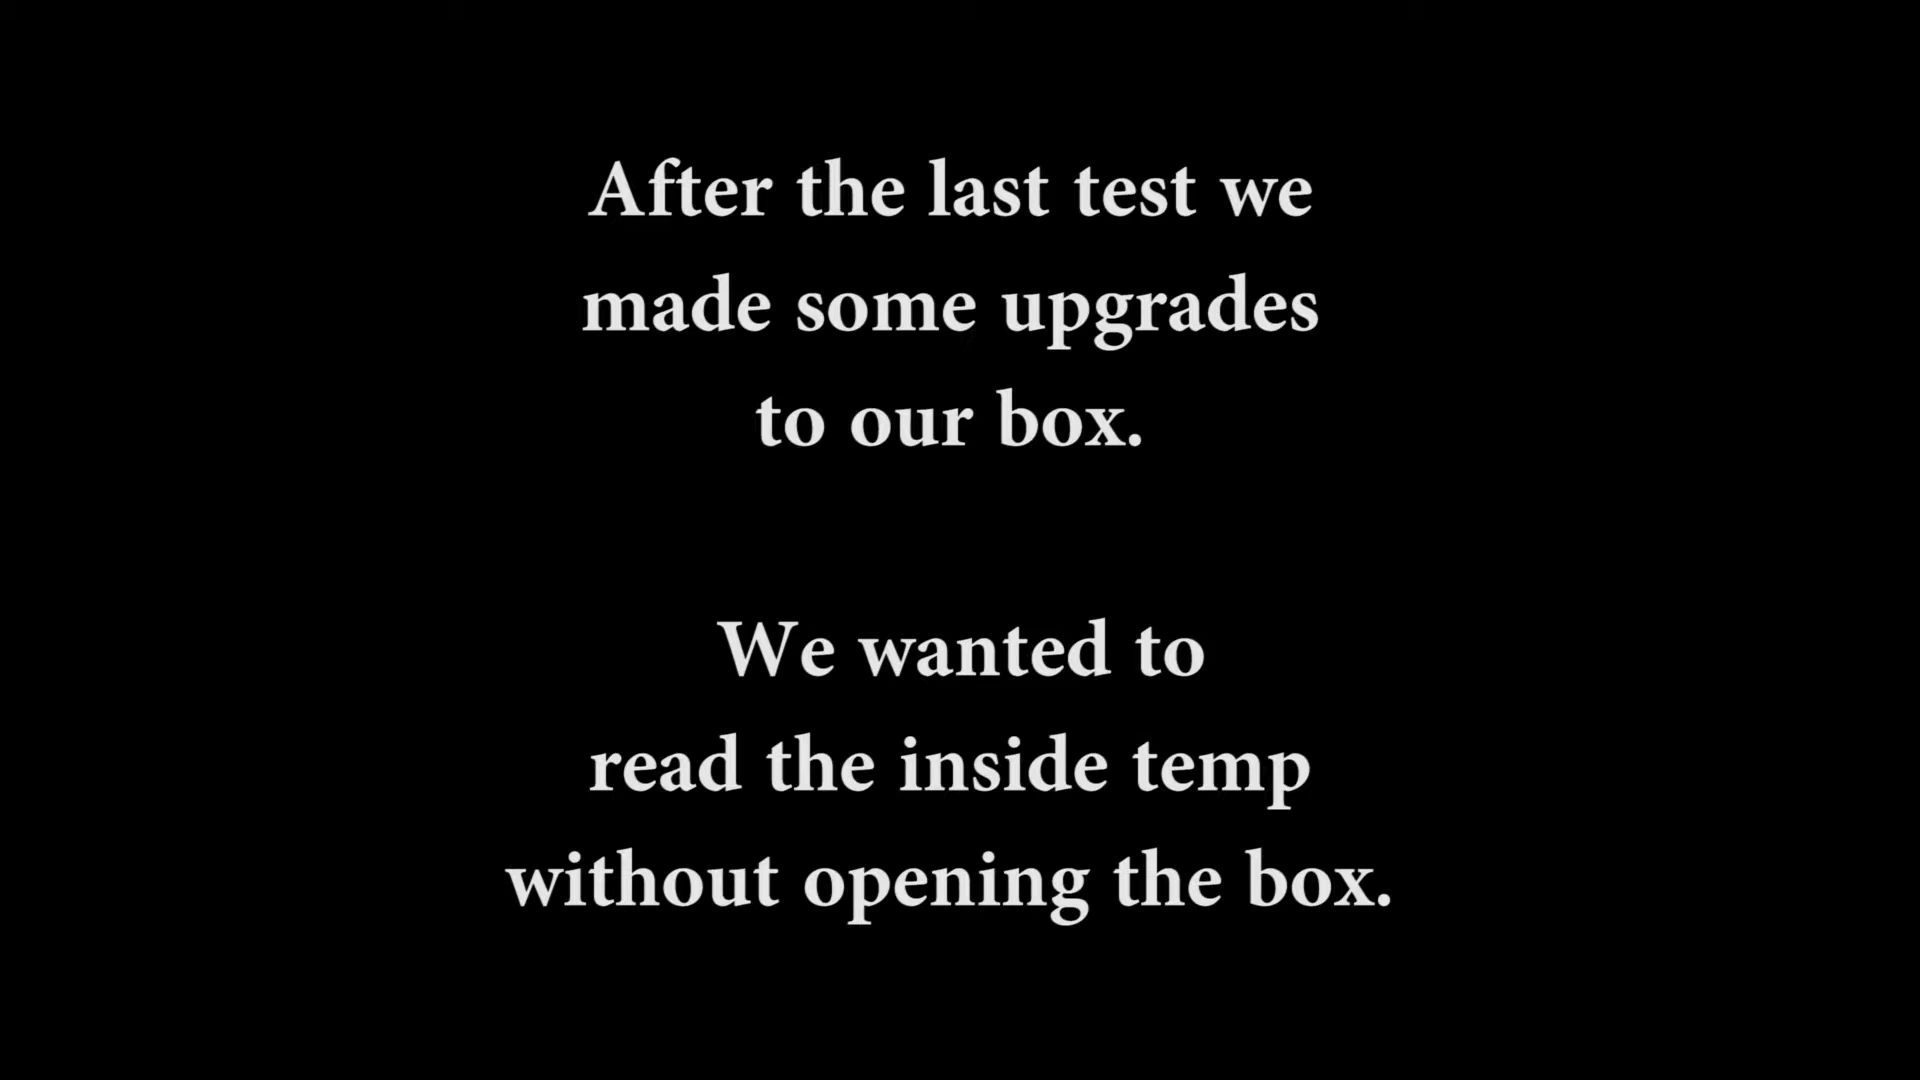 After the last test we
made some upgrades
to our box.
We wanted to
read the inside temp
without opening the box.